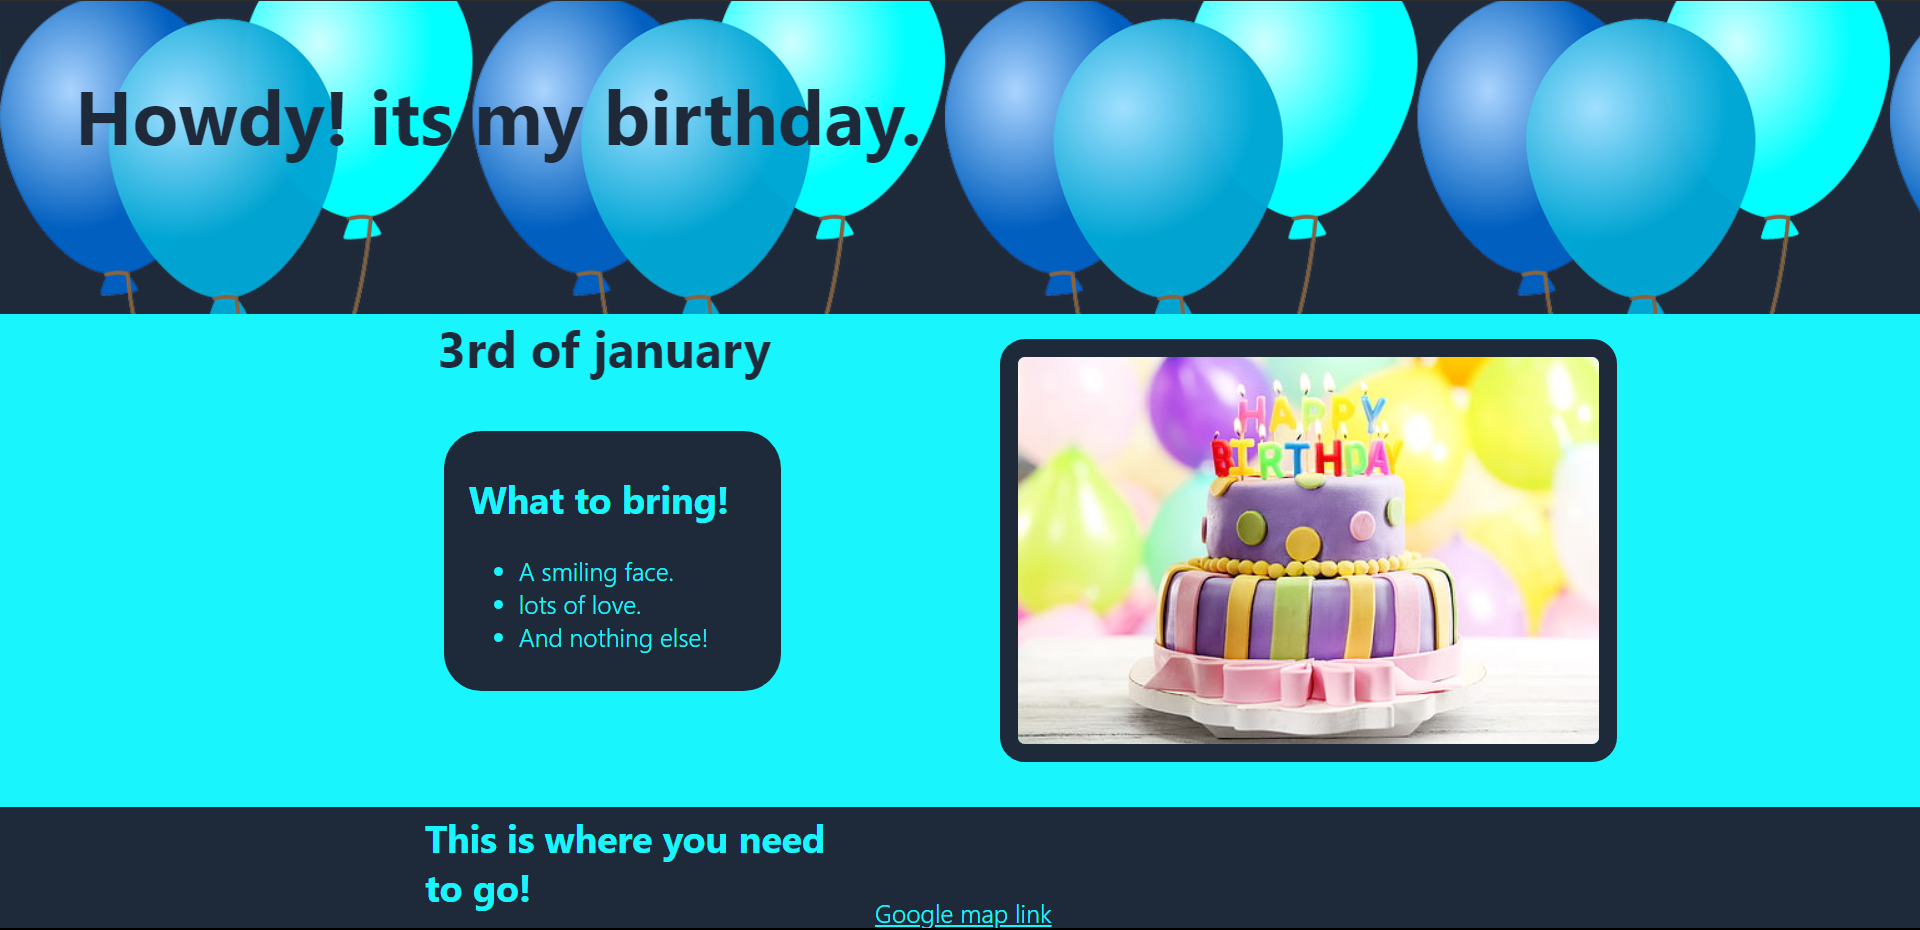 Howdy! its my birthday.
3rd of january
What to bring!
A smiling face.
lots of love.
And nothing else!
HAPPY
BIRTHDAY
This is where you need
to go!
Google map link